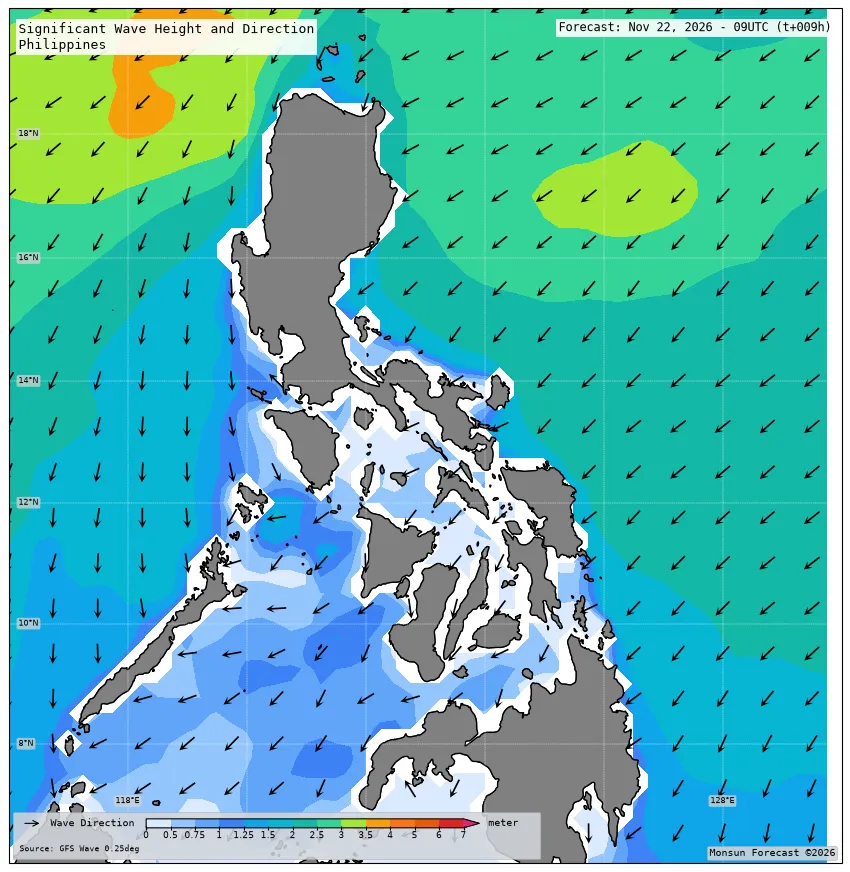 Significant Wave Height and Direction
Philippines
Forecast: Nov 22, 2026 - 09UTC (t+009h)
18°N
16°N
14°N
12°N
10°N
8°N
118°E
128°E
Wave Direction
0 0.5 0.75 1 1.25 1.5 2 2.5 3 3.5 4 5 6 7
meter
Source: GFS Wave 0.25deg
Monsun Forecast ©2026